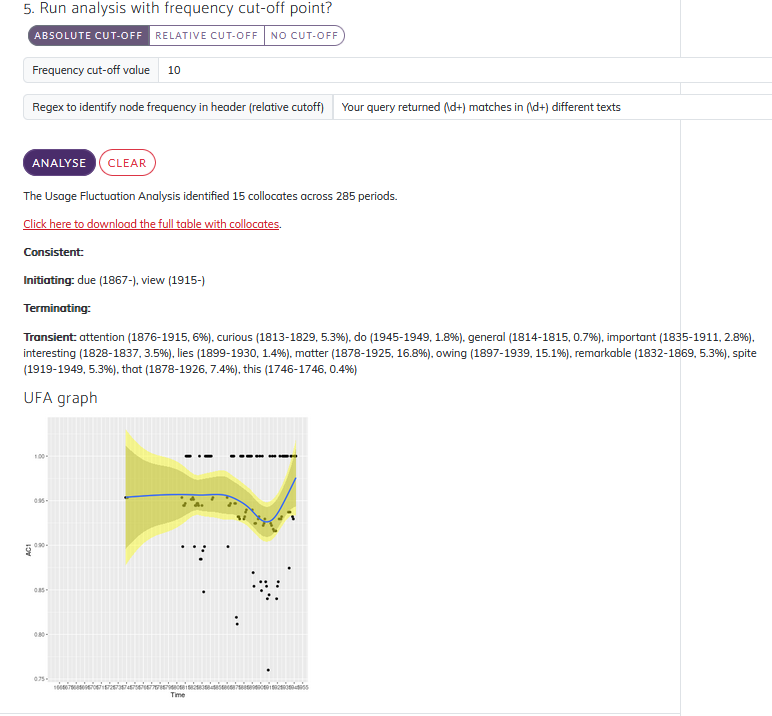 5. Run analysis with frequency cut-off point?
ABSOLUTE CUT-OFF RELATIVE CUT-OFF NO CUT-OFF
Frequency cut-off value 10
Regex to identify node frequency in header (relative cutoff) Your query returned (\d+) matches in (\d+) different texts
ANALYSE CLEAR
The Usage Fluctuation Analysis identified 15 collocates across 285 periods.
Click here to download the full table with collocates.
Consistent:
Initiating: due (1867-), view (1915-)
Terminating:
Transient: attention (1876-1915, 6%), curious (1813-1829, 5.3%), do (1945-1949, 1.8%), general (1814-1815, 0.7%), important (1835-1911, 2.8%),
interesting (1828-1837, 3.5%), lies (1899-1930, 1.4%), matter (1878-1925, 16.8%), owing (1897-1939, 15.1%), remarkable (1832-1869, 5.3%), spite
(1919-1949, 5.3%), that (1878-1926, 7.4%), this (1746-1746, 0.4%)
UFA graph
1.00
0.95
0.90
AC1
0.85
0.80
0.75
Time